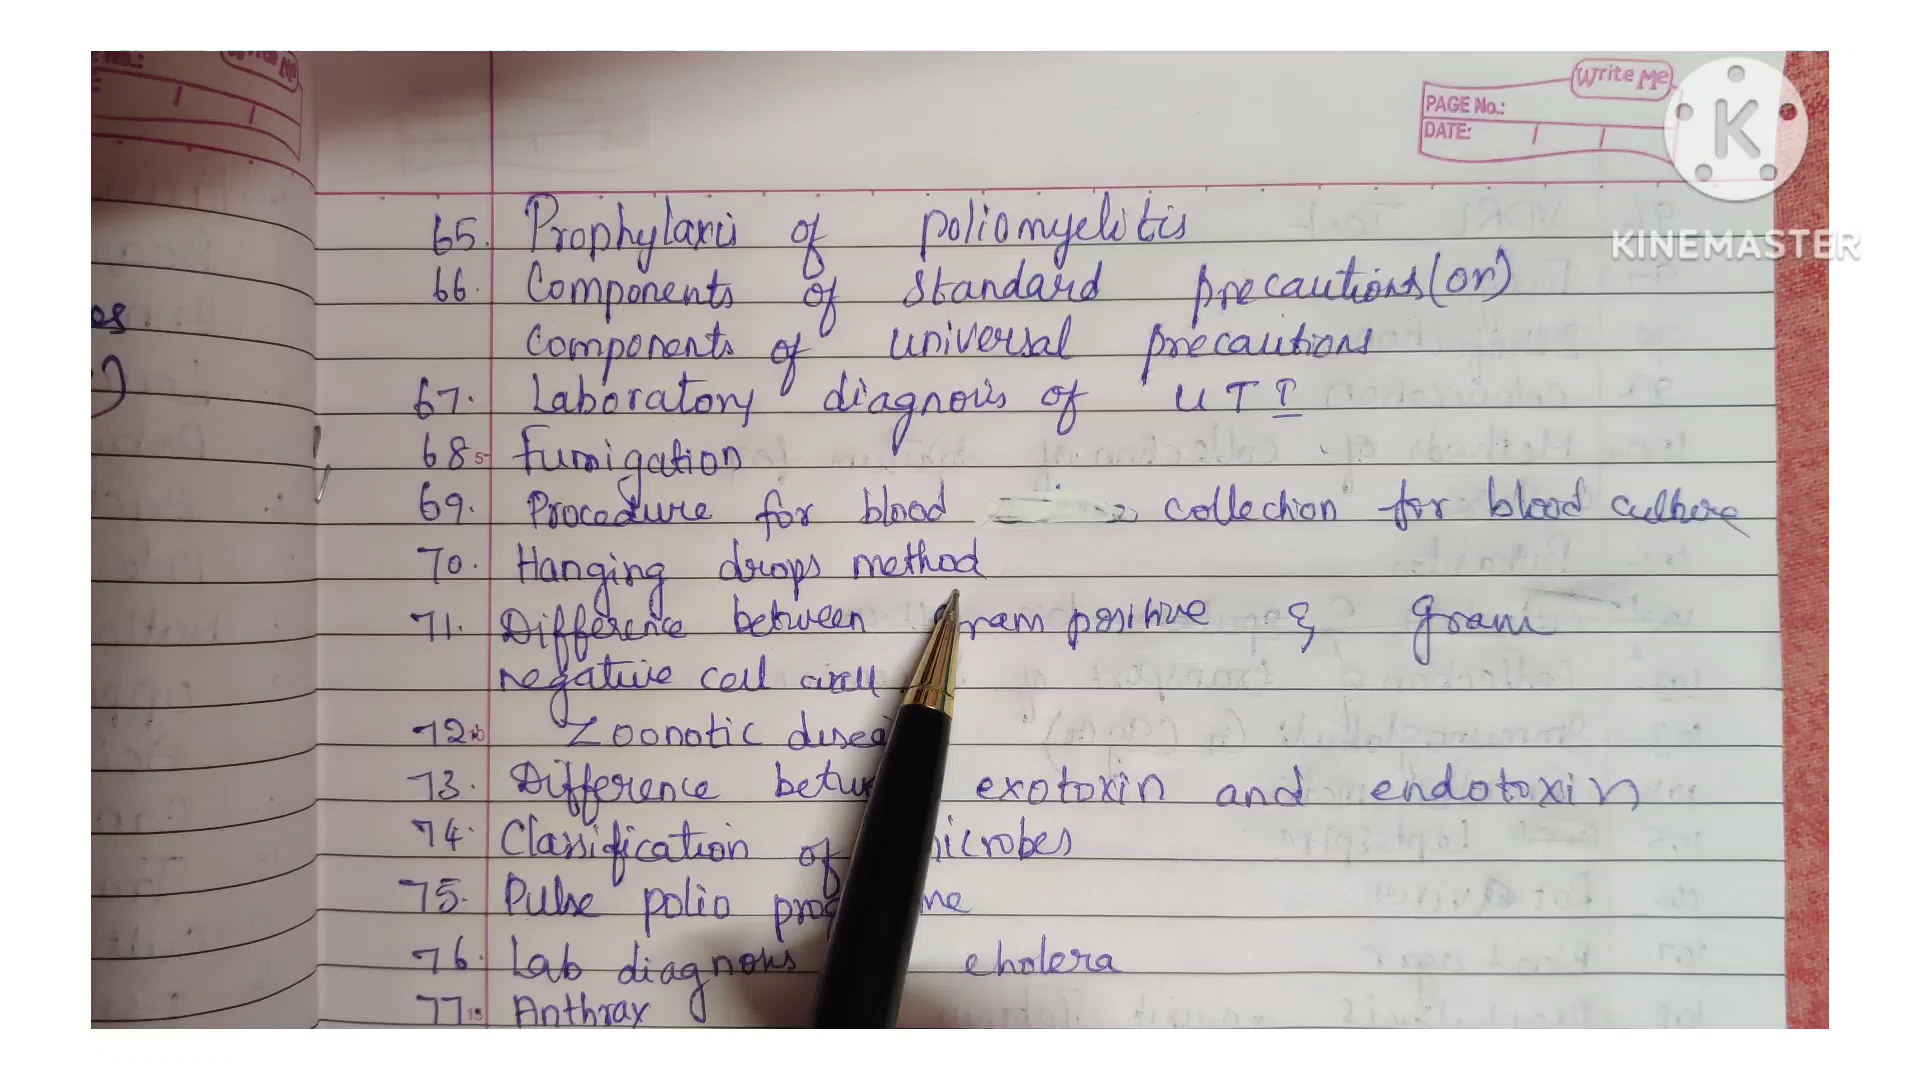 Write Me
PAGE No.:
DATE:
KINEMASTER
65. Prophylaxis of poliomyelitis
66. Components of standard precautions (or)
Components of universal precautions
67. Laboratory diagnosis of UTI
68. Fumigation
69. Procedure for blood collection for blood culture
70. Hanging drops method
71. Difference between gram positive & gram
negative cell wall
72. Zoonotic
73. Difference exotoxin and endotoxin
74. Classification of
75. Pulse polio
76. Lab diagnosis cholera
77. Anthrax